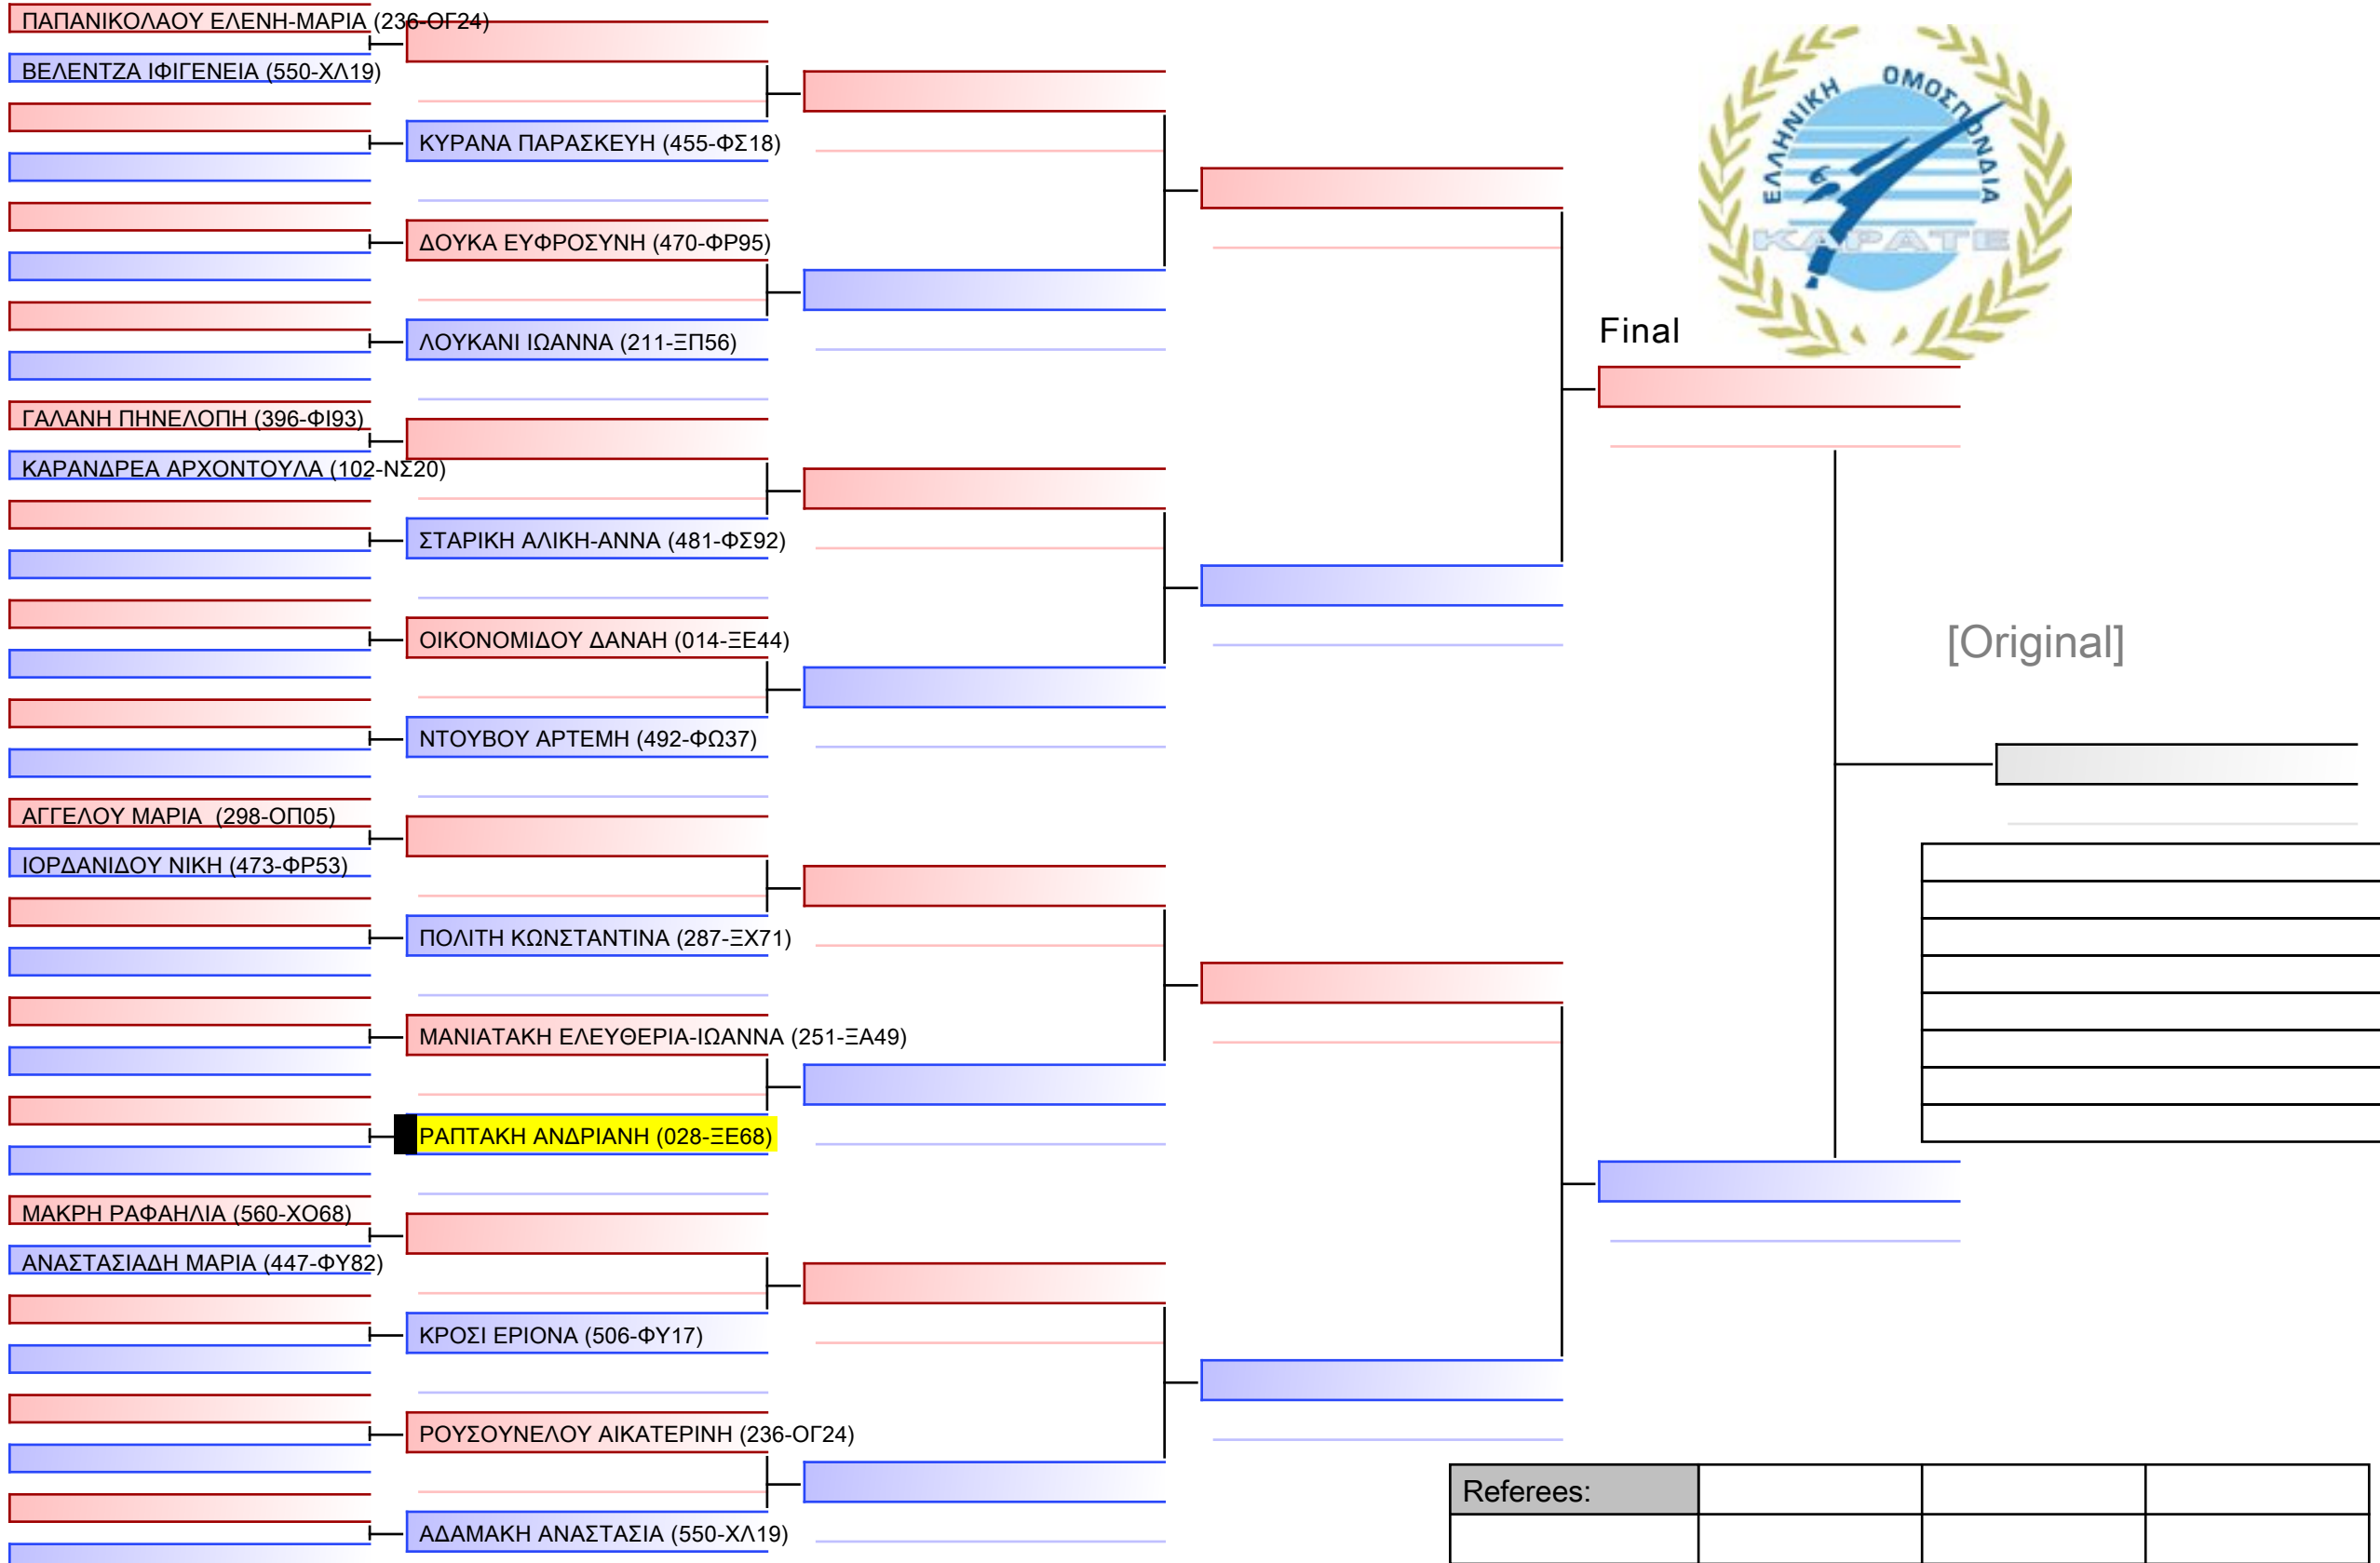 ΠΑΠΑΝΙΚΟΛΑΟΥ ΕΛΕΝΗ-ΜΑΡΙΑ (236-ΟΓ24)
ΒΕΛΕΝΤΖΑ ΙΦΙΓΕΝΕΙΑ (550-ΧΛ19)
ΚΥΡΑΝΑ ΠΑΡΑΣΚΕΥΗ (455-ΦΣ18)
ΔΟΥΚΑ ΕΥΦΡΟΣΥΝΗ (470-ΦΡ95)
ΛΟΥΚΑΝΙ ΙΩΑΝΝΑ (211-ΞΠ56)
ΓΑΛΑΝΗ ΠΗΝΕΛΟΠΗ (396-ΦΙ93)
ΚΑΡΑΝΔΡΕΑ ΑΡΧΟΝΤΟΥΛΑ (102-ΝΣ20)
ΣΤΑΡΙΚΗ ΑΛΙΚΗ-ΑΝΝΑ (481-ΦΣ92)
ΟΙΚΟΝΟΜΙΔΟΥ ΔΑΝΑΗ (014-ΞΕ44)
ΝΤΟΥΒΟΥ ΑΡΤΕΜΗ (492-ΦΩ37)
ΑΓΓΕΛΟΥ ΜΑΡΙΑ (298-ΟΠ05)
ΙΟΡΔΑΝΙΔΟΥ ΝΙΚΗ (473-ΦΡ53)
ΠΟΛΙΤΗ ΚΩΝΣΤΑΝΤΙΝΑ (287-ΞΧ71)
ΜΑΝΙΑΤΑΚΗ ΕΛΕΥΘΕΡΙΑ-ΙΩΑΝΝΑ (251-ΞΑ49)
ΡΑΠΤΑΚΗ ΑΝΔΡΙΑΝΗ (028-ΞΕ68)
ΜΑΚΡΗ ΡΑΦΑΗΛΙΑ (560-ΧΟ68)
ΑΝΑΣΤΑΣΙΑΔΗ ΜΑΡΙΑ (447-ΦΥ82)
ΚΡΟΣΙ ΕΡΙΟΝΑ (506-ΦΥ17)
ΡΟΥΣΟΥΝΕΛΟΥ ΑΙΚΑΤΕΡΙΝΗ (236-ΟΓ24)
ΑΔΑΜΑΚΗ ΑΝΑΣΤΑΣΙΑ (550-ΧΛ19)
ΕΛΛΗΝΙΚΗ ΟΜΟΣΠΟΝΔΙΑ
ΚΑΡΑΤΕ
Final
[Original]
Referees: